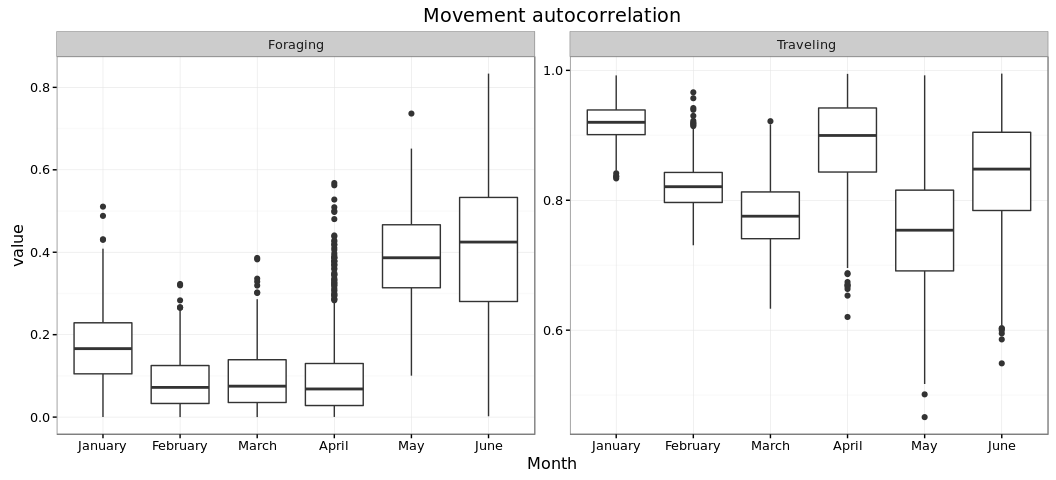 Movement autocorrelation
Foraging
Traveling
value
0.8
0.6
0.4
0.2
0.0
1.0
0.8
0.6
January February March April May June
January February March April May June
Month